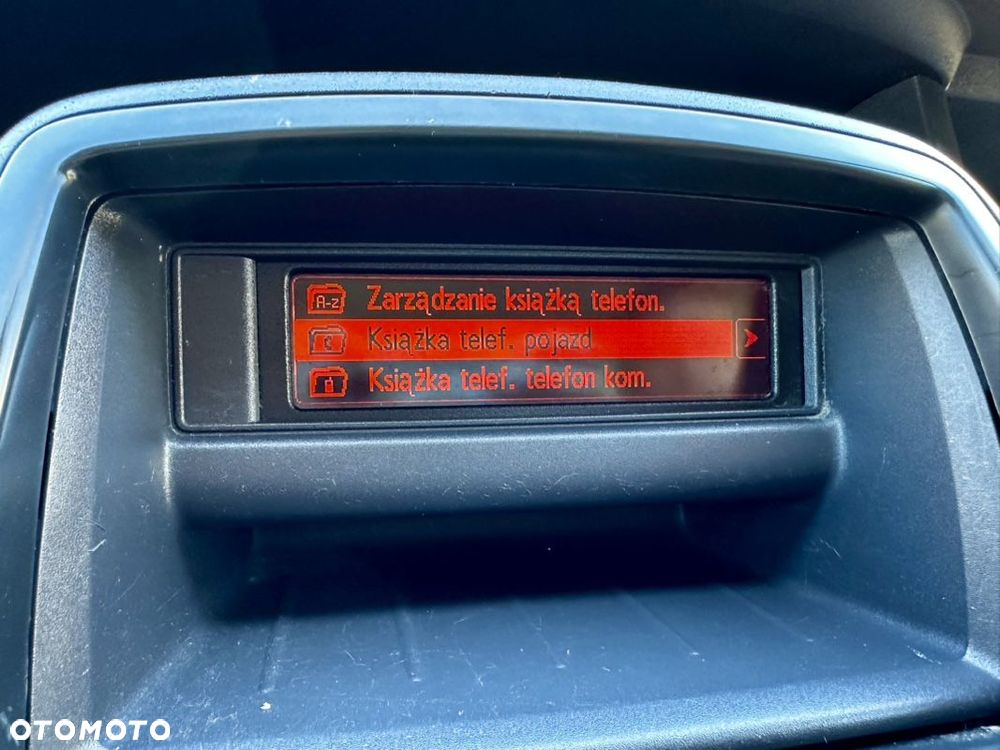 A-Z Zarządzanie książką telefon.
Książka telef. pojazd
Książka telef. telefon kom.
OTOMOTO